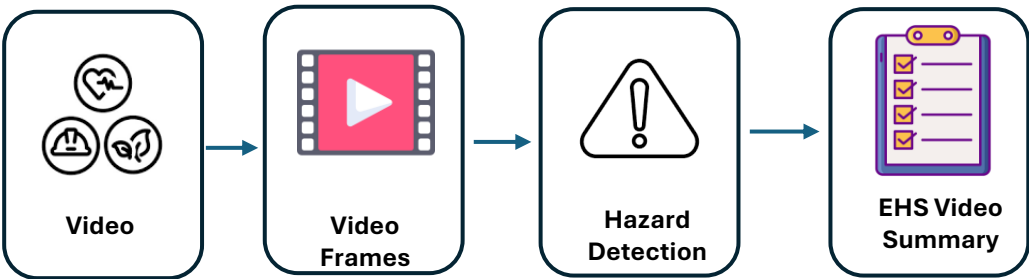 Video
Video
Frames
Hazard
Detection
EHS Video
Summary